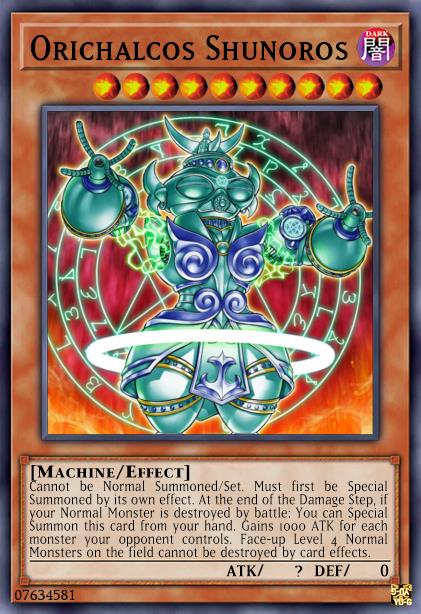 Orichalcos Shunoros
DARK
闇
[Machine/Effect]
Cannot be Normal Summoned/Set. Must first be Special
Summoned by its own effect. At the end of the Damage Step, if
your Normal Monster is destroyed by battle: You can Special
Summon this card from your hand. Gains 1000 ATK for each
monster your opponent controls. Face-up Level 4 Normal
Monsters on the field cannot be destroyed by card effects.
ATK/ ? DEF/ 0
07634581